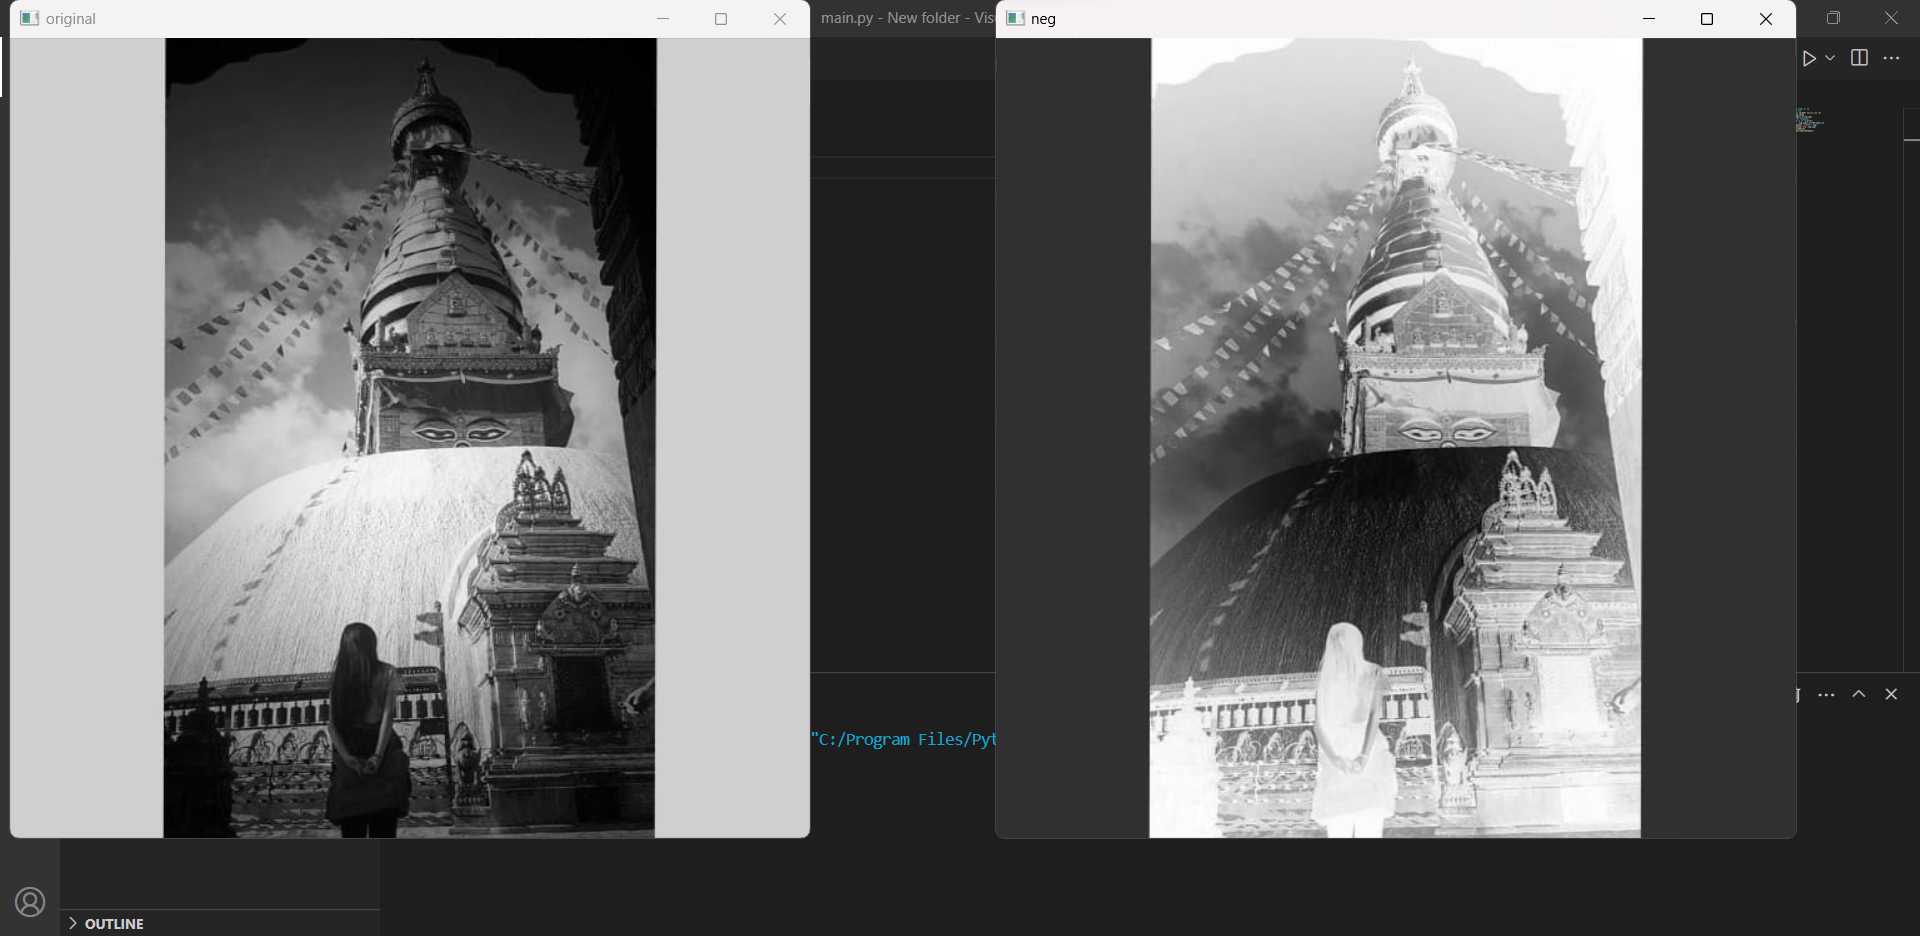 original
main.py - New folder - Vis
neg
"C:/Program Files/Pyt
OUTLINE